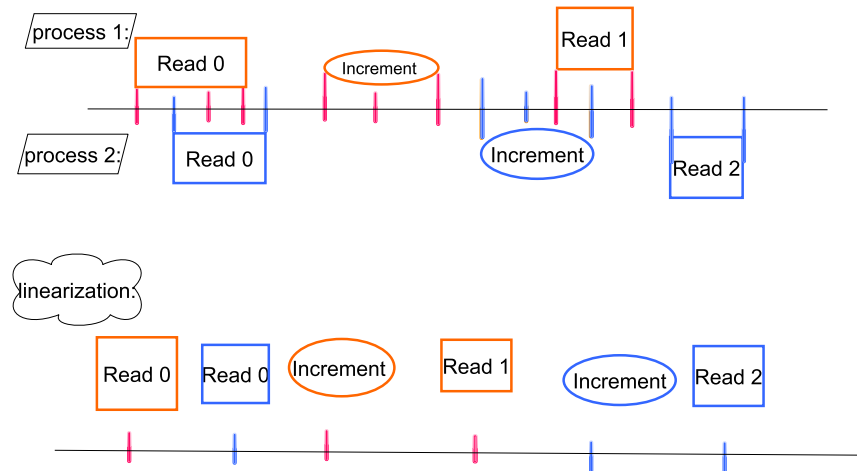 process 1:
Read 0
Increment
Read 1
process 2:
Read 0
Increment
Read 2
linearization:
Read 0
Read 0
Increment
Read 1
Increment
Read 2